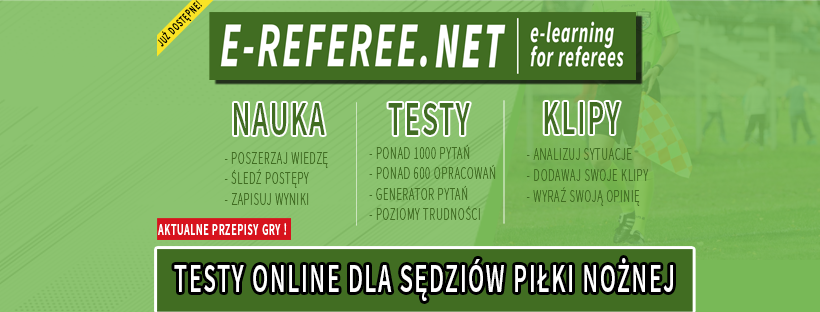 JUŻ DOSTĘPNE!
E-REFEREE.NET
e-learning
for referees
NAUKA
- POSZERZAJ WIEDZĘ
- ŚLEDŹ POSTĘPY
- ZAPISUJ WYNIKI
TESTY
- PONAD 1000 PYTAŃ
- PONAD 600 OPRACOWAŃ
- GENERATOR PYTAŃ
- POZIOMY TRUDNOŚCI
KLIPY
- ANALIZUJ SYTUACJE
- DODAWAJ SWOJE KLIPY
- WYRAŹ SWOJĄ OPINIĘ
AKTUALNE PRZEPISY GRY !
TESTY ONLINE DLA SĘDZIÓW PIŁKI NOŻNEJ